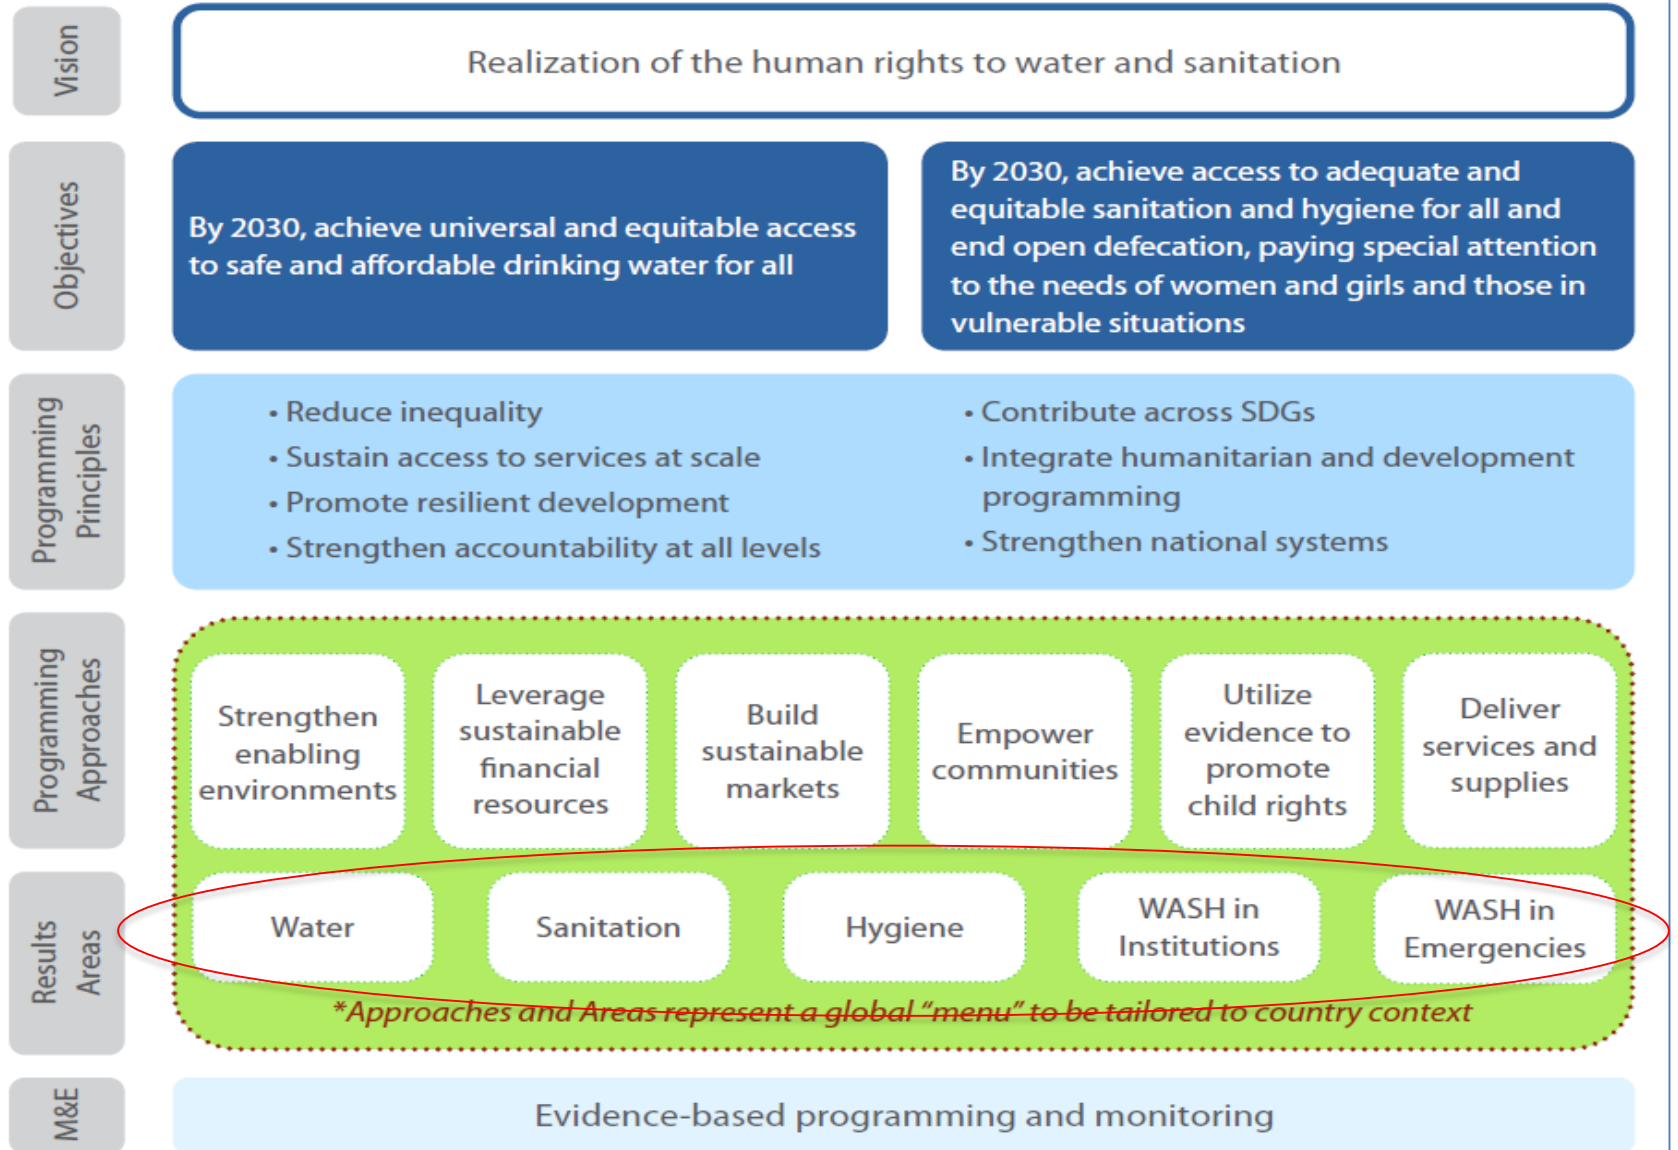 Vision
Realization of the human rights to water and sanitation
Objectives
By 2030, achieve universal and equitable access
to safe and affordable drinking water for all
By 2030, achieve access to adequate and
equitable sanitation and hygiene for all and
end open defecation, paying special attention
to the needs of women and girls and those in
vulnerable situations
Programming
Principles
• Reduce inequality
• Sustain access to services at scale
• Promote resilient development
• Strengthen accountability at all levels
• Contribute across SDGs
• Integrate humanitarian and development
programming
• Strengthen national systems
Programming
Approaches
Strengthen
enabling
environments
Leverage
sustainable
financial
resources
Build
sustainable
markets
Empower
communities
Utilize
evidence to
promote
child rights
Deliver
services and
supplies
Results
Areas
Water
Sanitation
Hygiene
WASH in
Institutions
WASH in
Emergencies
*Approaches and Areas represent a global “menu” to be tailored to country context
M&E
Evidence-based programming and monitoring